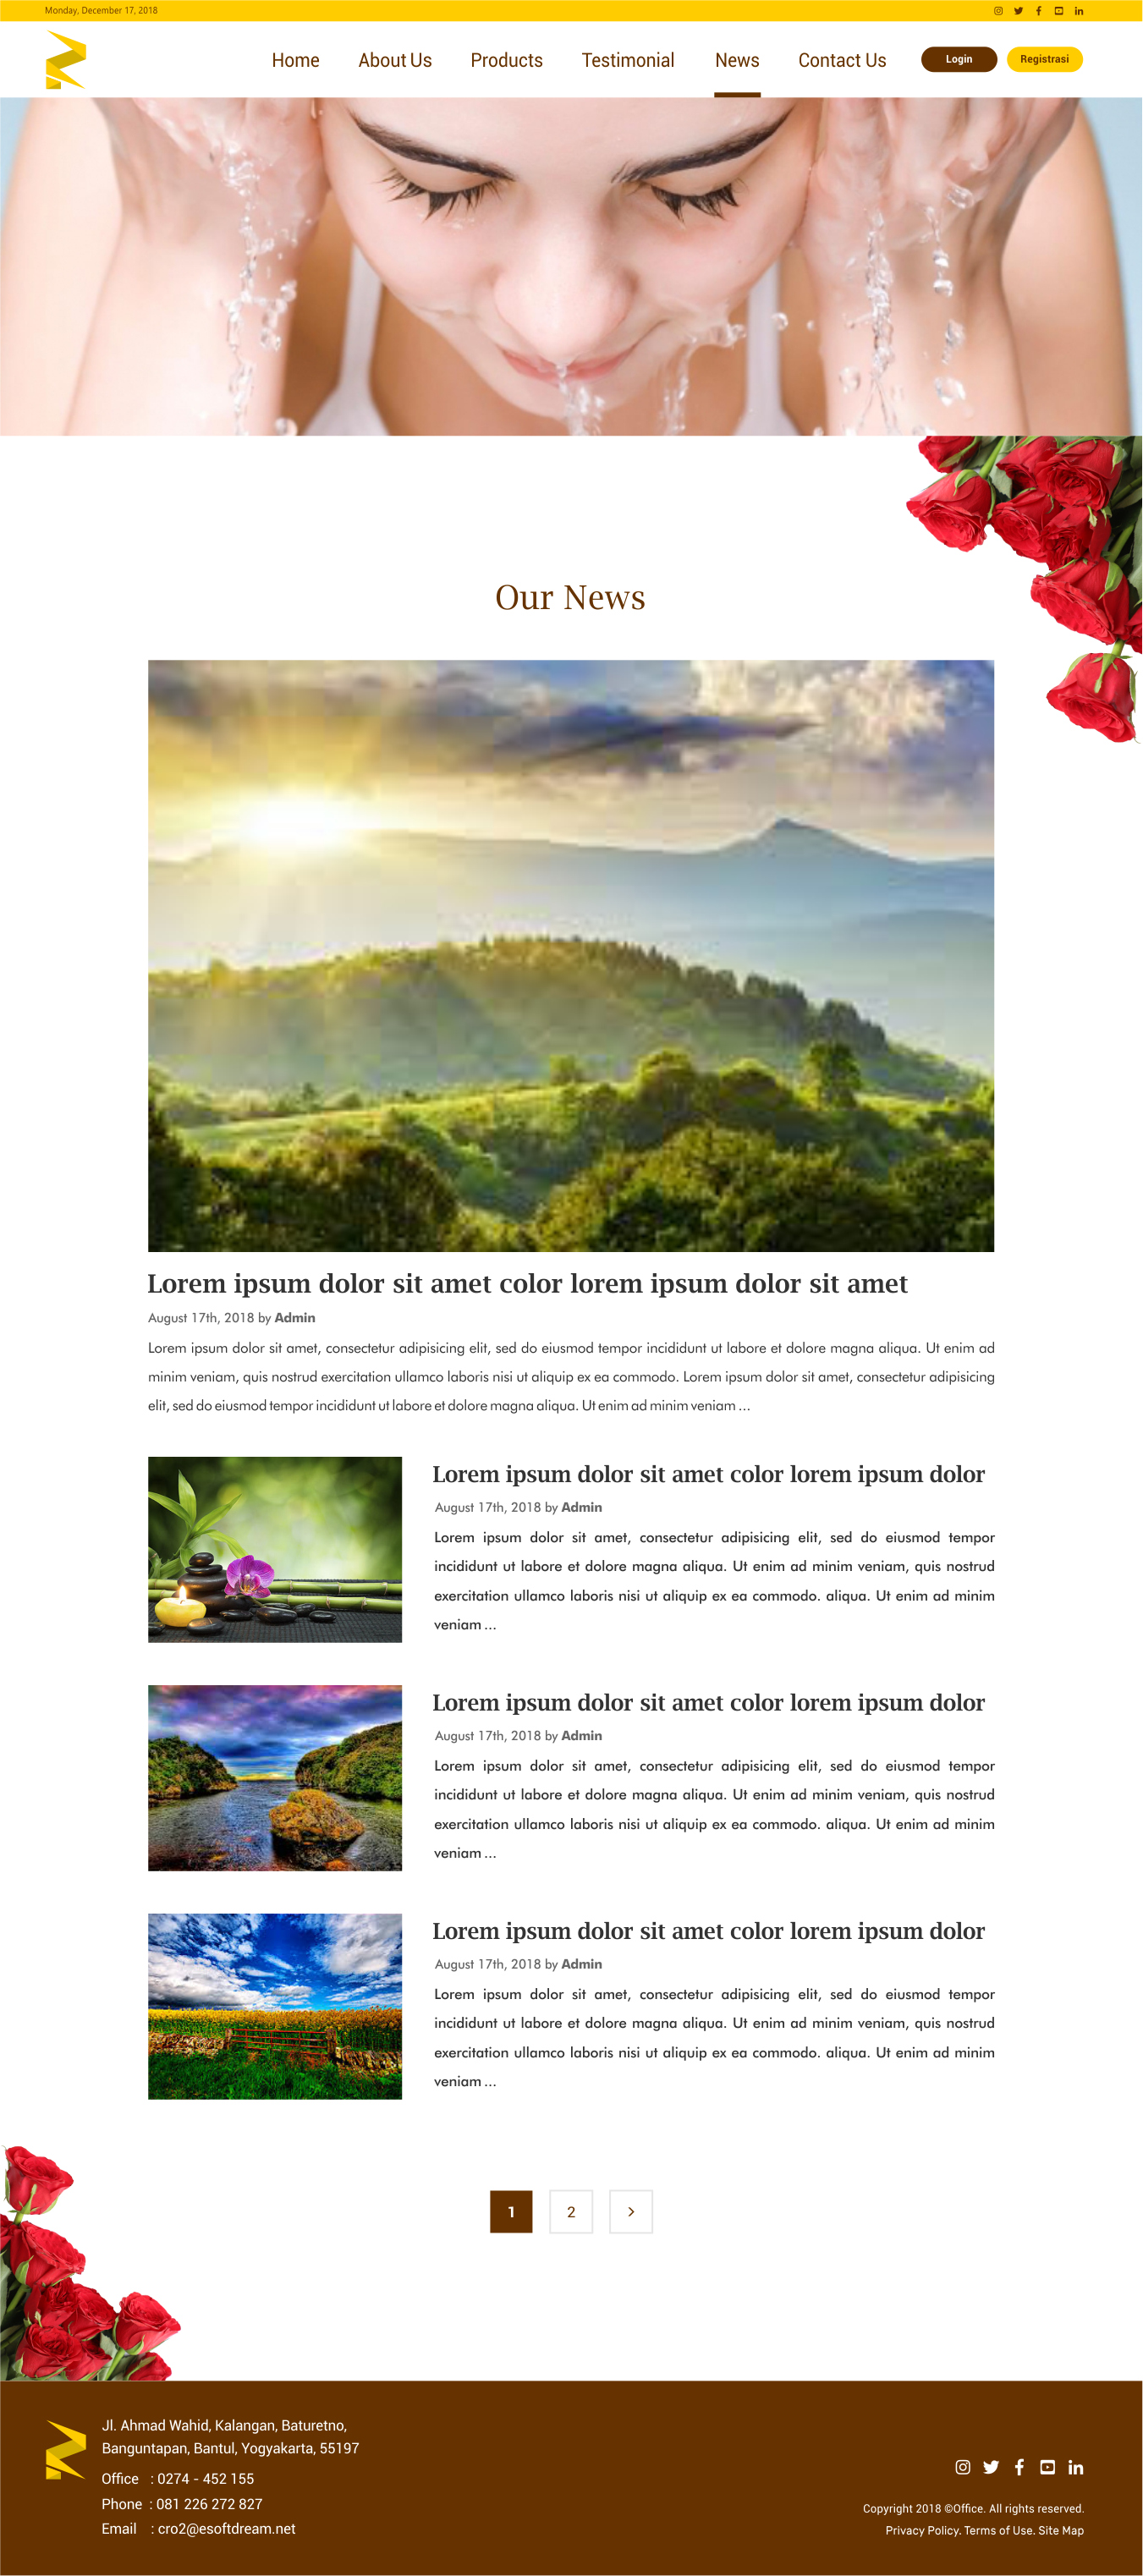 Monday, December 17, 2018
Home About Us Products Testimonial News Contact Us Login Registrasi
Our News
Lorem ipsum dolor sit amet color lorem ipsum dolor sit amet
August 17th, 2018 by Admin
Lorem ipsum dolor sit amet, consectetur adipisicing elit, sed do eiusmod tempor incididunt ut labore et dolore magna aliqua. Ut enim ad
minim veniam, quis nostrud exercitation ullamco laboris nisi ut aliquip ex ea commodo. Lorem ipsum dolor sit amet, consectetur adipisicing
elit, sed do eiusmod tempor incididunt ut labore et dolore magna aliqua. Ut enim ad minim veniam ...
Lorem ipsum dolor sit amet color lorem ipsum dolor
August 17th, 2018 by Admin
Lorem ipsum dolor sit amet, consectetur adipisicing elit, sed do eiusmod tempor
incididunt ut labore et dolore magna aliqua. Ut enim ad minim veniam, quis nostrud
exercitation ullamco laboris nisi ut aliquip ex ea commodo. aliqua. Ut enim ad minim
veniam ...
Lorem ipsum dolor sit amet color lorem ipsum dolor
August 17th, 2018 by Admin
Lorem ipsum dolor sit amet, consectetur adipisicing elit, sed do eiusmod tempor
incididunt ut labore et dolore magna aliqua. Ut enim ad minim veniam, quis nostrud
exercitation ullamco laboris nisi ut aliquip ex ea commodo. aliqua. Ut enim ad minim
veniam ...
Lorem ipsum dolor sit amet color lorem ipsum dolor
August 17th, 2018 by Admin
Lorem ipsum dolor sit amet, consectetur adipisicing elit, sed do eiusmod tempor
incididunt ut labore et dolore magna aliqua. Ut enim ad minim veniam, quis nostrud
exercitation ullamco laboris nisi ut aliquip ex ea commodo. aliqua. Ut enim ad minim
veniam ...
1 2 >
Jl. Ahmad Wahid, Kalangan, Baturetno,
Banguntapan, Bantul, Yogyakarta, 55197
Office : 0274 - 452 155
Phone : 081 226 272 827
Email : cro2@esoftdream.net
Copyright 2018 ©Office. All rights reserved.
Privacy Policy. Terms of Use. Site Map